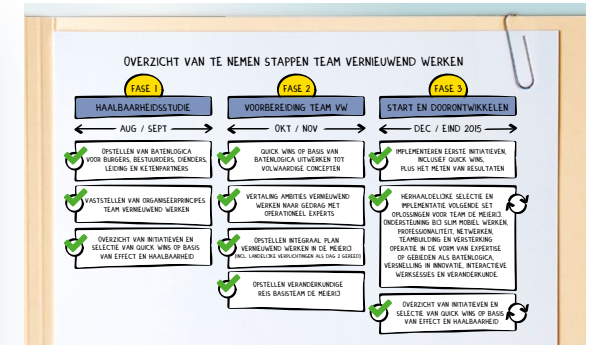 OVERZICHT VAN TE NEMEN STAPPEN TEAM VERNIEUWEND WERKEN
FASE 1
HAALBAARHEIDSSTUDIE
AUG / SEPT
OPSTELLEN VAN BATENLOGICA
VOOR BURGERS, BESTUURDERS, DIENDERS,
LEIDING EN KETENPARTNERS
VASTSTELLEN VAN ORGANISEERPRINCIPES
TEAM VERNIEUWEND WERKEN
OVERZICHT VAN INITIATIEVEN EN
SELECTIE VAN QUICK WINS OP BASIS
VAN EFFECT EN HAALBAARHEID
FASE 2
VOORBEREIDING TEAM VW
OKT / NOV
QUICK WINS OP BASIS VAN
BATENLOGICA UITWERKEN TOT
VOLWAARDIGE CONCEPTEN
VERTALING AMBITIES VERNIEUWEND
WERKEN NAAR GEDRAG MET
OPERATIONEEL EXPERTS
OPSTELLEN INTEGRAAL PLAN
VERNIEUWEND WERKEN IN DE MEIERIJ
(INCL. LANDELIJKE VERPLICHTINGEN ALS DAG 2 GEREED)
OPSTELLEN VERANDERKUNDIGE
REIS BASISTEAM DE MEIERIJ
FASE 3
START EN DOORONTWIKKELEN
DEC / EIND 2015
IMPLEMENTEREN EERSTE INITIATIEVEN,
INCLUSIEF QUICK WINS,
PLUS HET METEN VAN RESULTATEN
HERHAALDELIJKE SELECTIE EN
IMPLEMENTATIE VOLGENDE SET
OPLOSSINGEN VOOR TEAM DE MEIERIJ.
ONDERSTEUNING BIJ SLIM MOBIEL WERKEN,
PROFESSIONALITEIT, NETWERKEN,
TEAMBUILDING EN VERSTERKING
OPERATIE IN DE VORM VAN EXPERTISE
OP GEBIEDEN ALS BATENLOGICA,
VERSNELLING IN INNOVATIE, INTERACTIEVE
WERKSESSIES EN VERANDERKUNDE.
OVERZICHT VAN INITIATIEVEN EN
SELECTIE VAN QUICK WINS OP BASIS
VAN EFFECT EN HAALBAARHEID